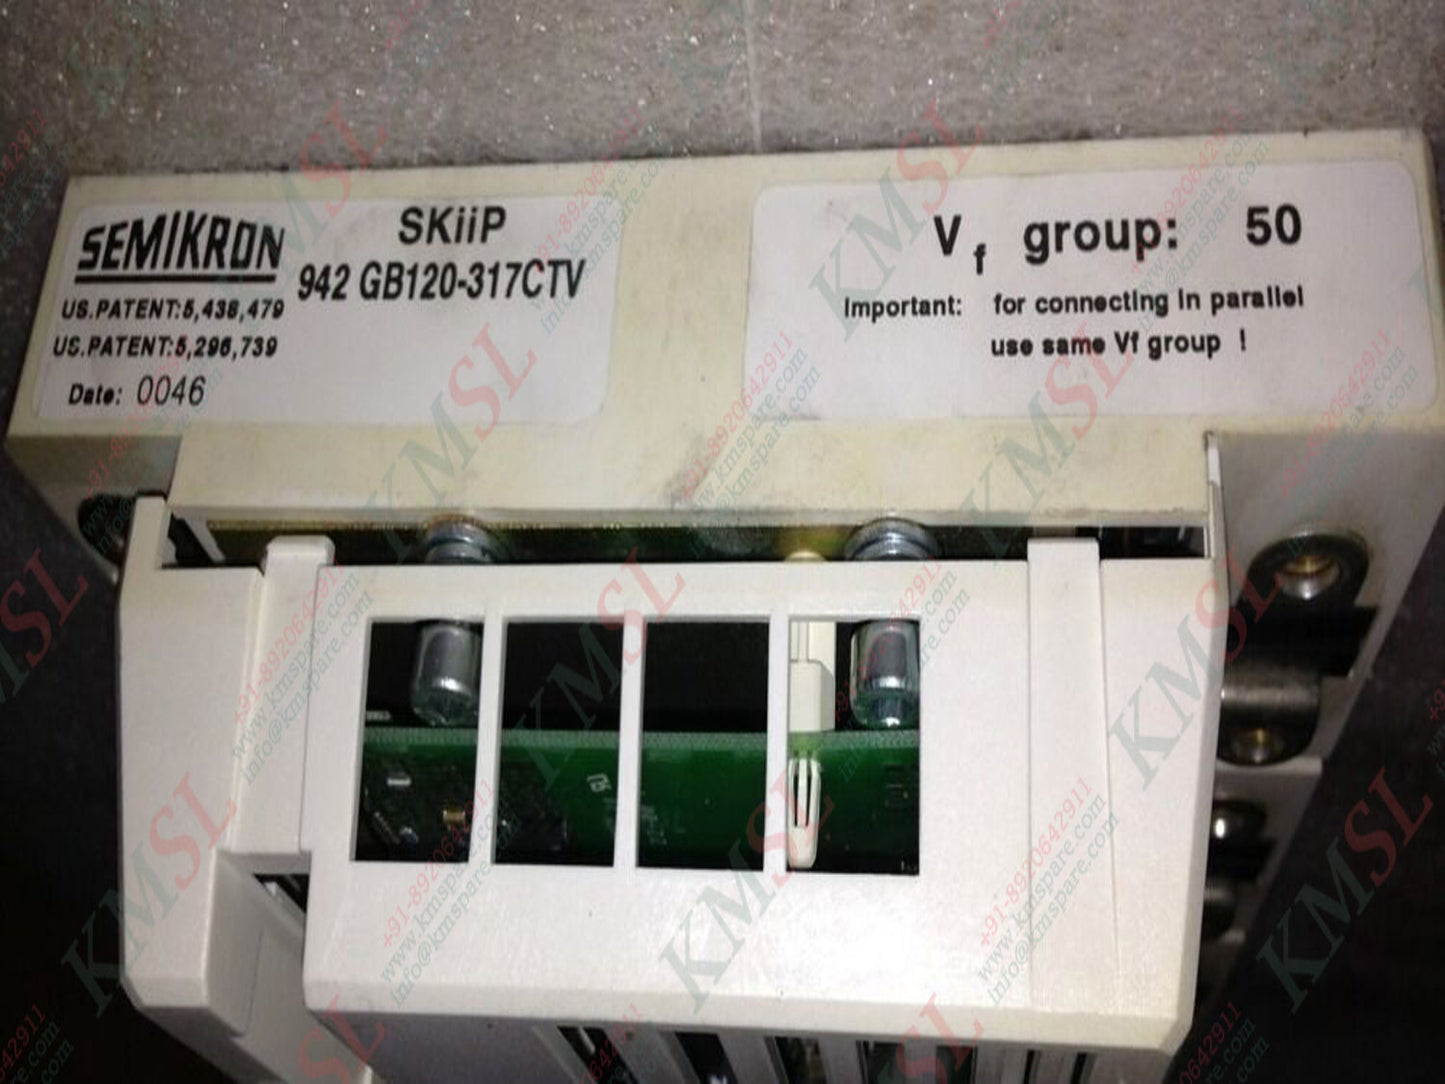 SEMIKRON
SKiiP
942 GB120-317CTV
US.PATENT:5,438,479
US.PATENT:5,296,739
Date: 0046
Vf group: 50
Important: for connecting in parallel
use same Vf group !
KMSL
+91-8920642911
www.kmspare.com
info@kmspare.com